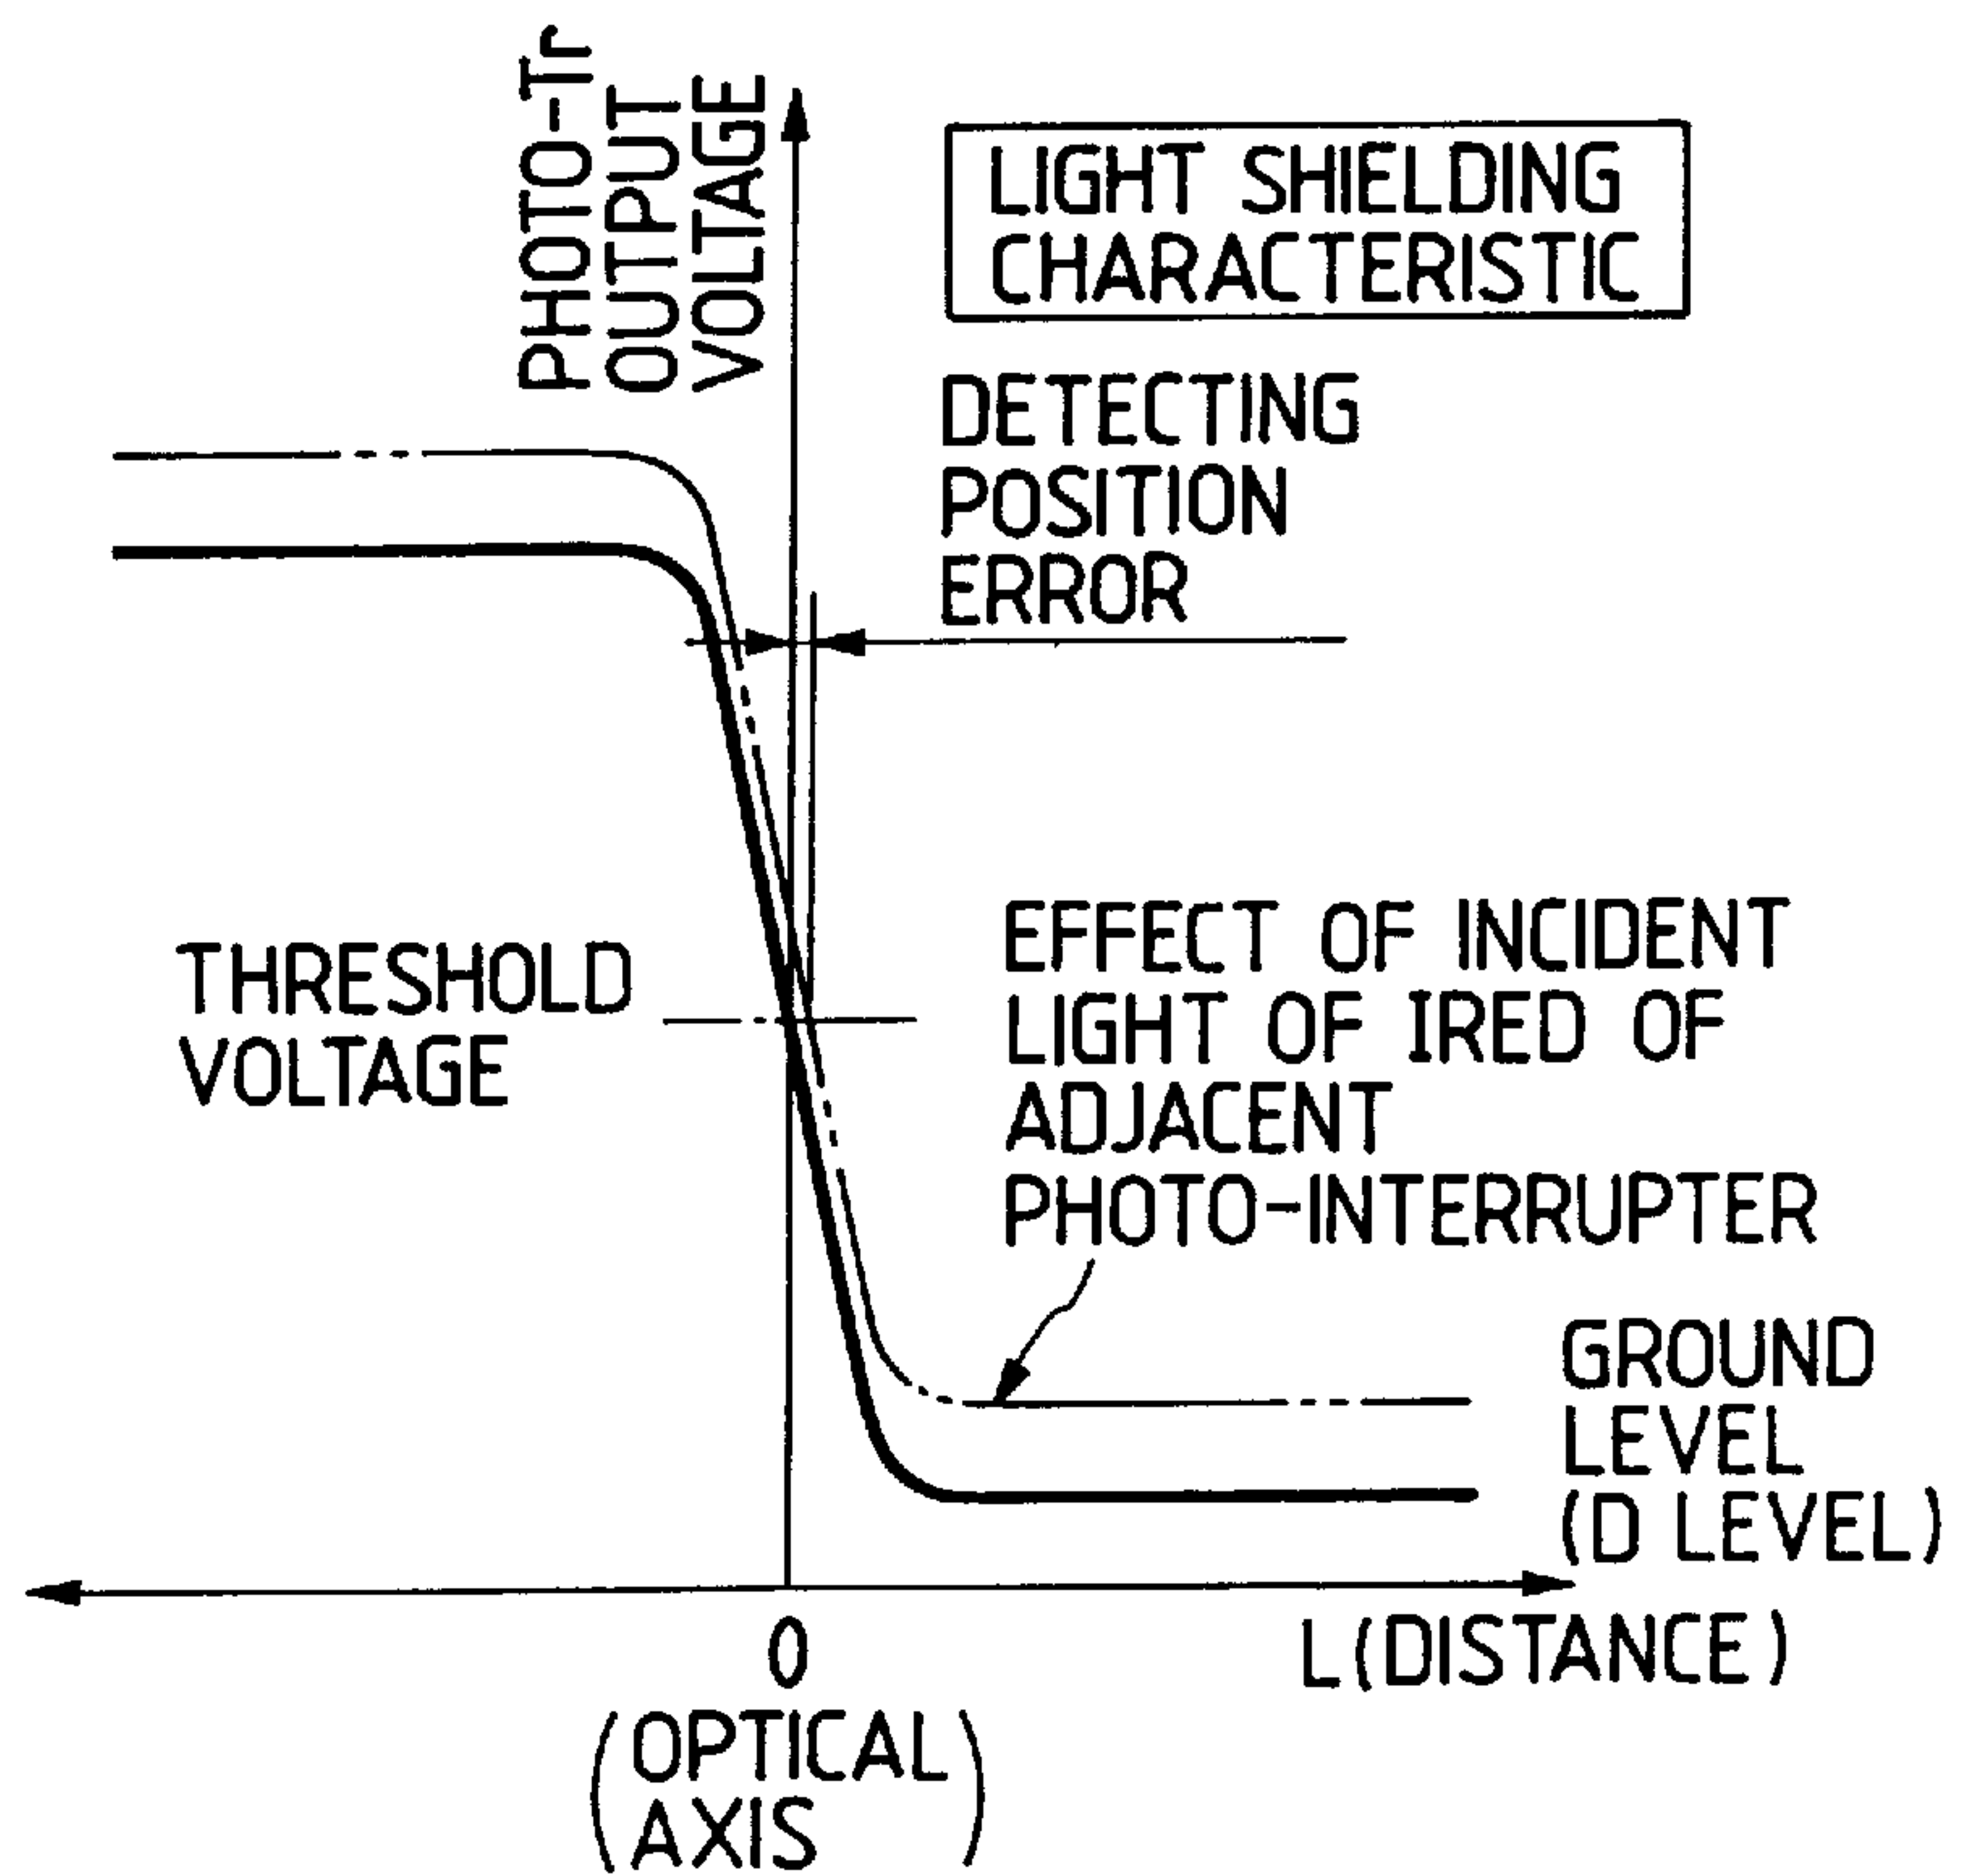 PHOTO-Tr
OUTPUT
VOLTAGE
LIGHT SHIELDING
CHARACTERISTIC
DETECTING
POSITION
ERROR
THRESHOLD
VOLTAGE
EFFECT OF INCIDENT
LIGHT OF IRED OF
ADJACENT
PHOTO-INTERRUPTER
GROUND
LEVEL
(D LEVEL)
0
L(DISTANCE)
(OPTICAL
AXIS)